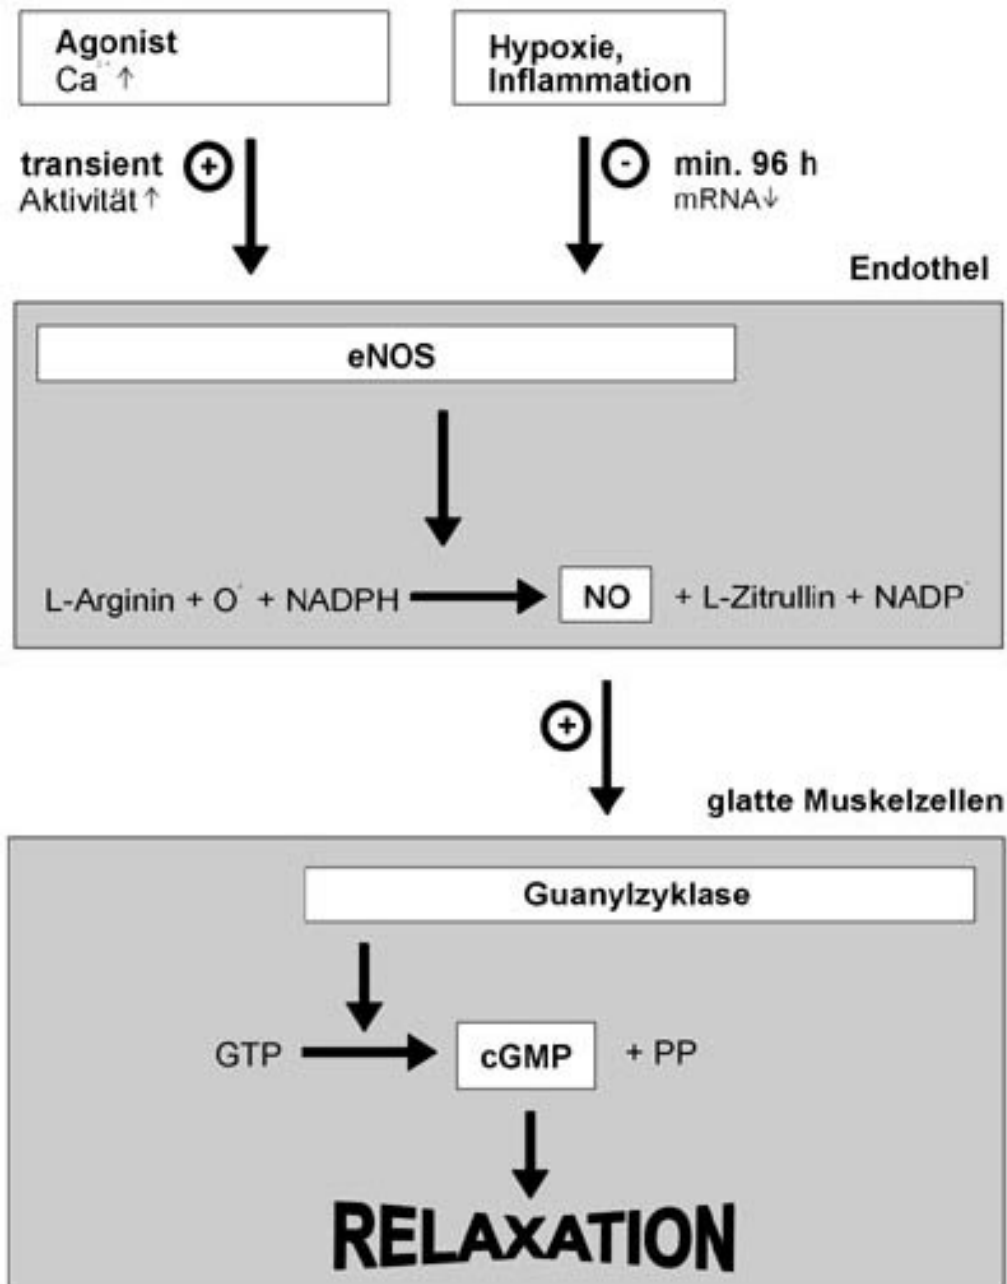 Agonist
Ca²⁺ ↑
Hypoxie,
Inflammation
transient
Aktivität ↑
+
-
min. 96 h
mRNA↓
Endothel
eNOS
L-Arginin + O + NADPH
NO
+ L-Zitrullin + NADP
+
glatte Muskelzellen
Guanylzyklase
GTP
cGMP
+ PP
RELAXATION